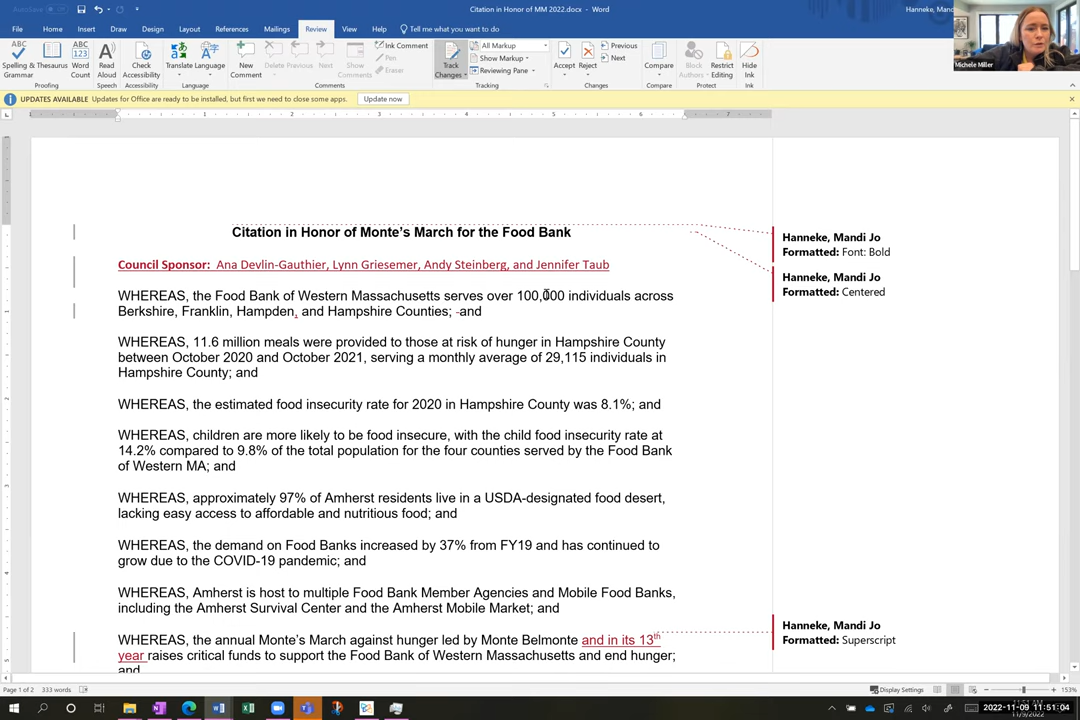 AutoSave Off
Citation in Honor of MM 2022.docx - Word
Hanneke, Mand
File Home Insert Draw Design Layout References Mailings Review View Help Tell me what you want to do
Michele Miller
Spelling & Grammar Thesaurus Word Count Read Aloud Check Accessibility Translate Language New Comment Delete Previous Next Show Comments Ink Comment Pen Eraser Track Changes All Markup Show Markup Reviewing Pane Accept Reject Previous Next Compare Block Authors Restrict Editing Hide Ink
Proofing Speech Accessibility Language Comments Tracking Changes Compare Protect Ink
UPDATES AVAILABLE Updates for Office are ready to be installed, but first we need to close some apps. Update now
Citation in Honor of Monte's March for the Food Bank
Council Sponsor: Ana Devlin-Gauthier, Lynn Griesemer, Andy Steinberg, and Jennifer Taub
WHEREAS, the Food Bank of Western Massachusetts serves over 100,000 individuals across
Berkshire, Franklin, Hampden, and Hampshire Counties; and
WHEREAS, 11.6 million meals were provided to those at risk of hunger in Hampshire County
between October 2020 and October 2021, serving a monthly average of 29,115 individuals in
Hampshire County; and
WHEREAS, the estimated food insecurity rate for 2020 in Hampshire County was 8.1%; and
WHEREAS, children are more likely to be food insecure, with the child food insecurity rate at
14.2% compared to 9.8% of the total population for the four counties served by the Food Bank
of Western MA; and
WHEREAS, approximately 97% of Amherst residents live in a USDA-designated food desert,
lacking easy access to affordable and nutritious food; and
WHEREAS, the demand on Food Banks increased by 37% from FY19 and has continued to
grow due to the COVID-19 pandemic; and
WHEREAS, Amherst is host to multiple Food Bank Member Agencies and Mobile Food Banks,
including the Amherst Survival Center and the Amherst Mobile Market; and
WHEREAS, the annual Monte's March against hunger led by Monte Belmonte and in its 13th
year raises critical funds to support the Food Bank of Western Massachusetts and end hunger;
and
Hanneke, Mandi Jo
Formatted: Font: Bold
Hanneke, Mandi Jo
Formatted: Centered
Hanneke, Mandi Jo
Formatted: Superscript
Page 1 of 2 333 words
Display Settings
153%
2022-11-09 11:51:04
11/9/2022